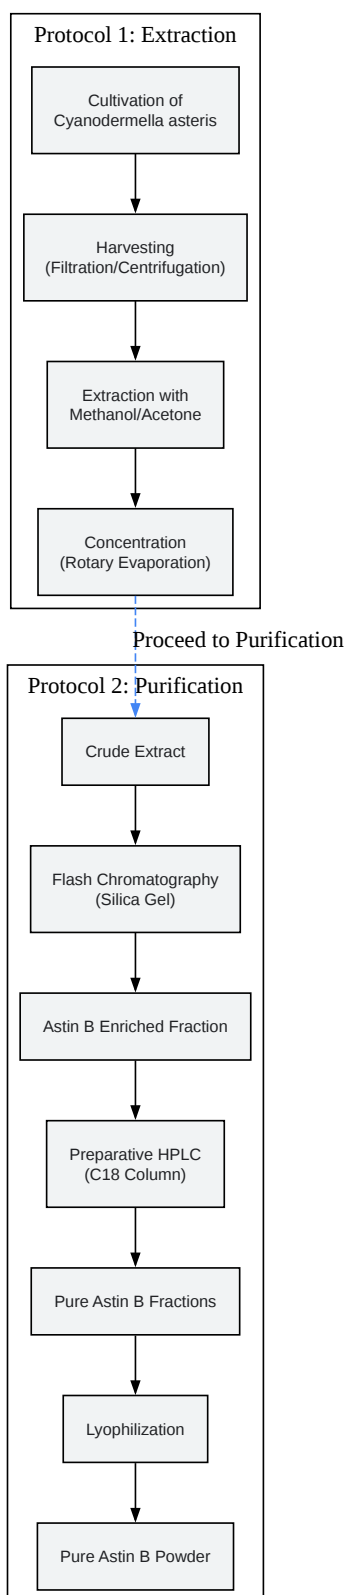 Protocol 1: Extraction
Cultivation of
Cyanodermella asteris
Harvesting
(Filtration/Centrifugation)
Extraction with
Methanol/Acetone
Concentration
(Rotary Evaporation)
Proceed to Purification
Protocol 2: Purification
Crude Extract
Flash Chromatography
(Silica Gel)
Astin B Enriched Fraction
Preparative HPLC
(C18 Column)
Pure Astin B Fractions
Lyophilization
Pure Astin B Powder